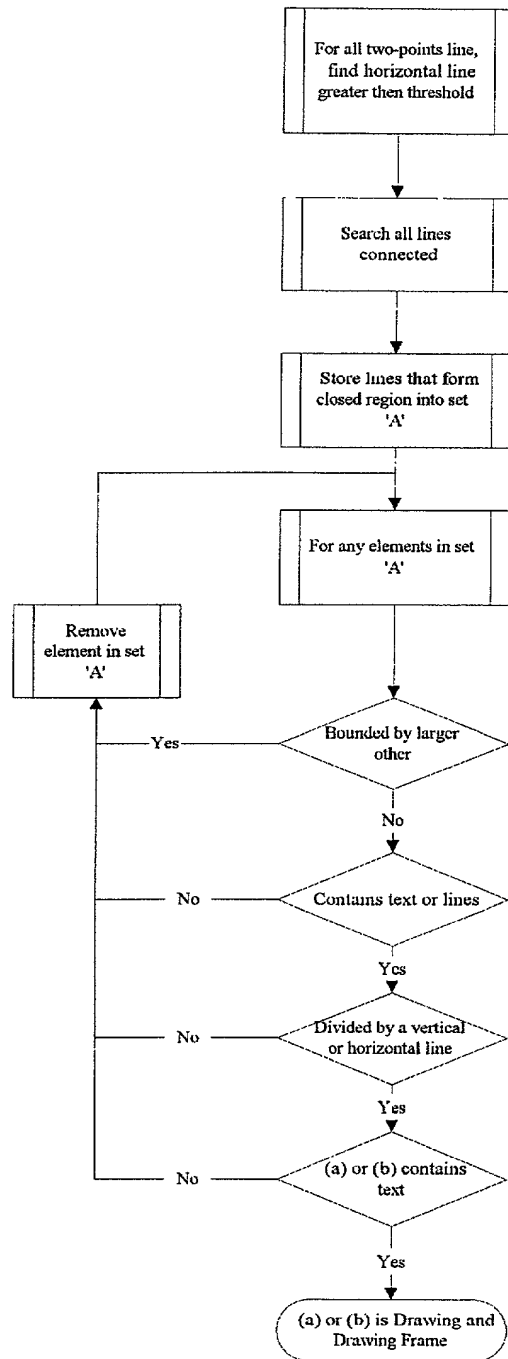 For all two-points line,
find horizontal line
greater then threshold
Search all lines
connected
Store lines that form
closed region into set
'A'
For any elements in set
'A'
Remove
element in set
'A'
Bounded by larger
other
Yes
No
Contains text or lines
No
Yes
Divided by a vertical
or horizontal line
No
Yes
(a) or (b) contains
text
No
Yes
(a) or (b) is Drawing and
Drawing Frame